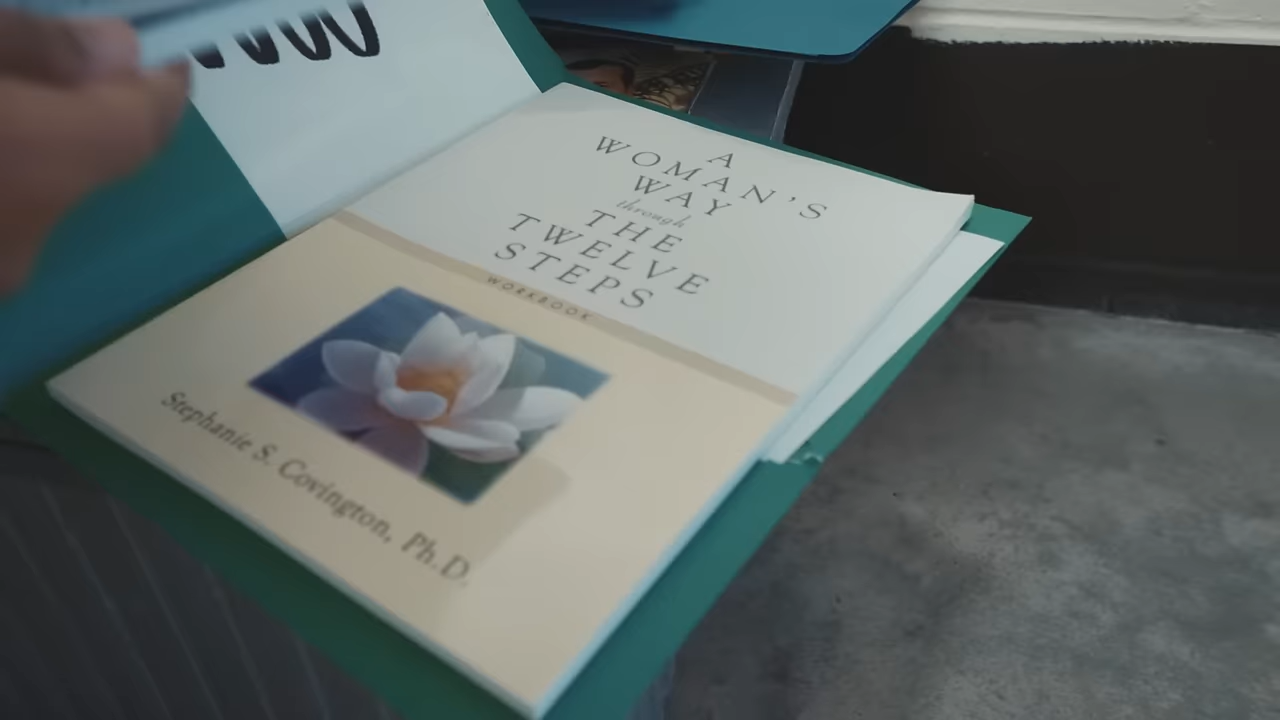 A
WOMAN'S
WAY
through
THE
TWELVE
STEPS
WORKBOOK
Stephanie S. Covington, Ph.D.